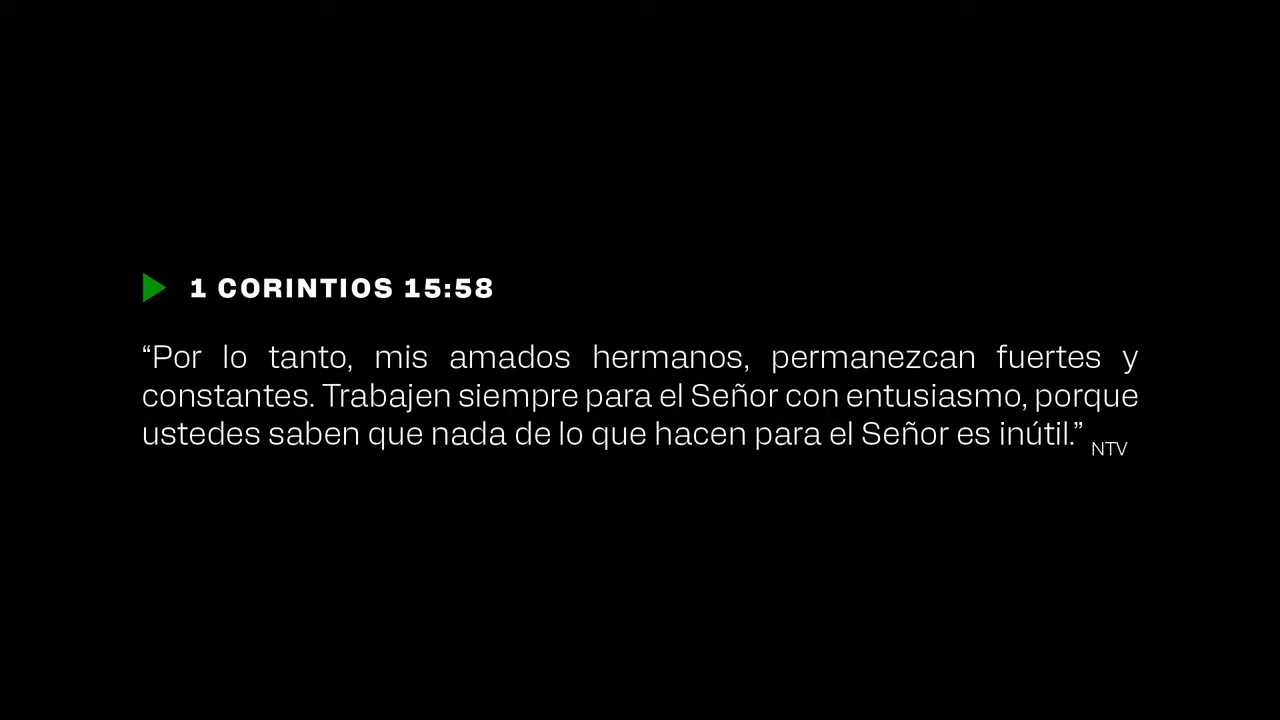 1 CORINTIOS 15:58
“Por lo tanto, mis amados hermanos, permanezcan fuertes y
constantes. Trabajen siempre para el Señor con entusiasmo, porque
ustedes saben que nada de lo que hacen para el Señor es inútil.” NTV